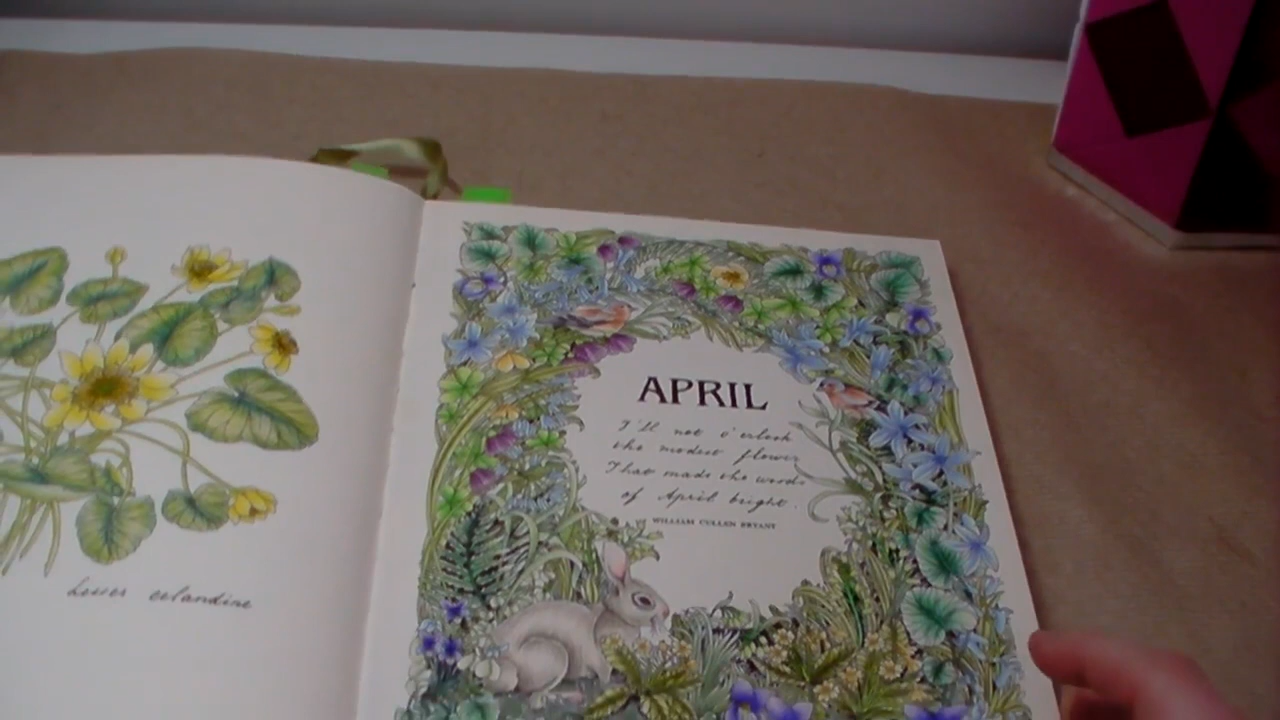 Lesser celandine
APRIL
I'll not o'erlook
the modest flower
That made the woods
of April bright.
WILLIAM CULLEN BRYANT